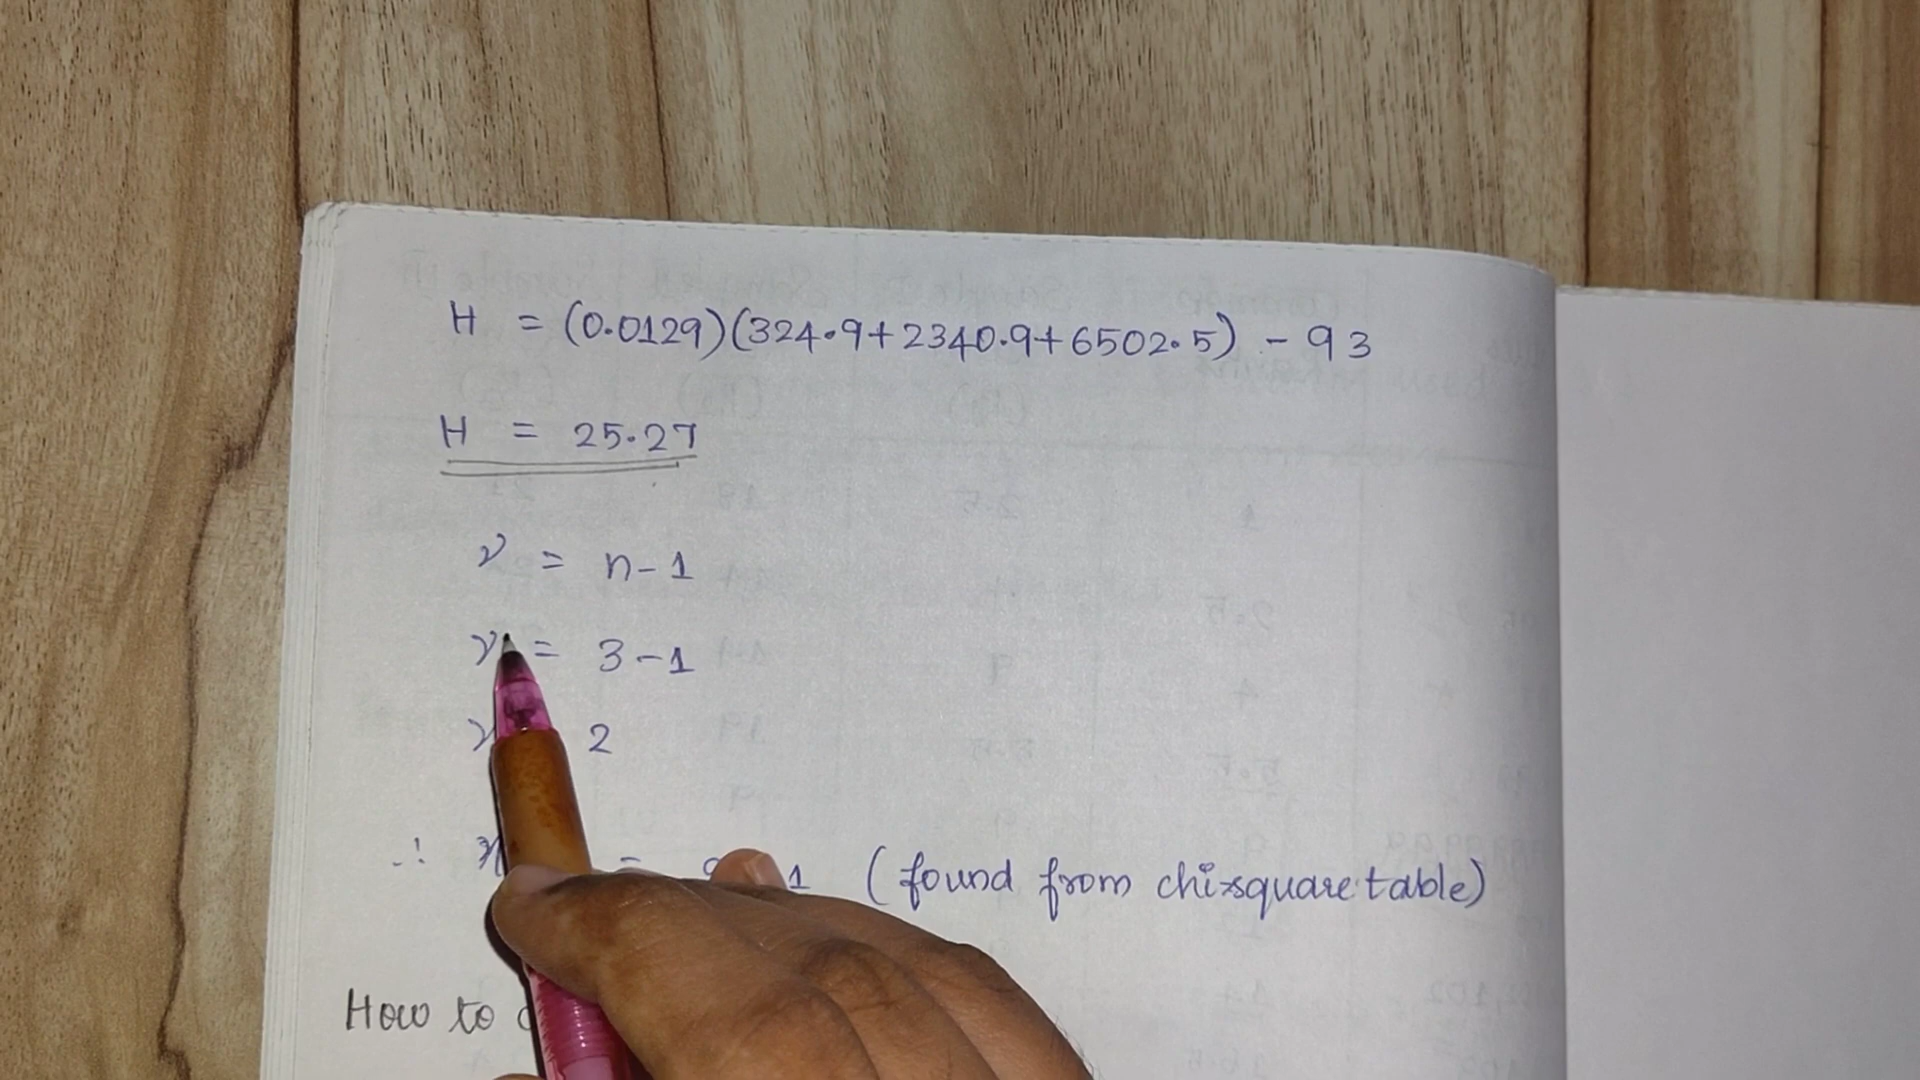 H = (0.0129)(324.9+2340.9+6502.5) - 93
H = 25.27
ν = n-1
ν = 3-1
ν 2
∴ = 1 (found from chi-square table)
How to